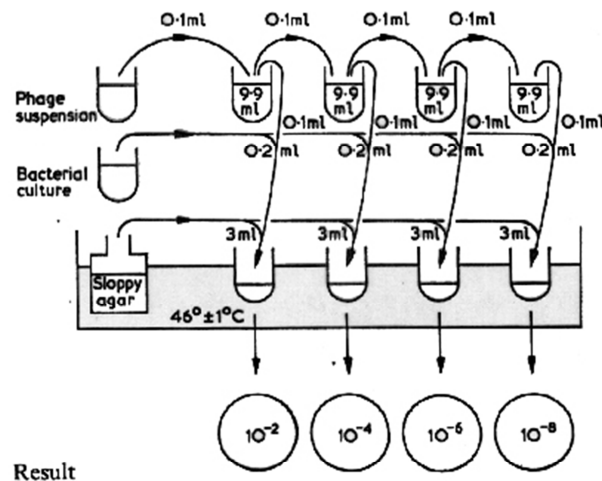 0·1ml 0·1ml 0·1ml 0·1ml
Phage suspension
9·9 ml 9·9 ml 9·9 ml 9·9 ml
0·1ml 0·1ml 0·1ml 0·1ml
Bacterial culture
0·2 ml 0·2 ml 0·2 ml 0·2 ml
3ml 3ml 3ml 3ml
Sloppy agar
46°±1°C
10⁻² 10⁻⁴ 10⁻⁶ 10⁻⁸
Result